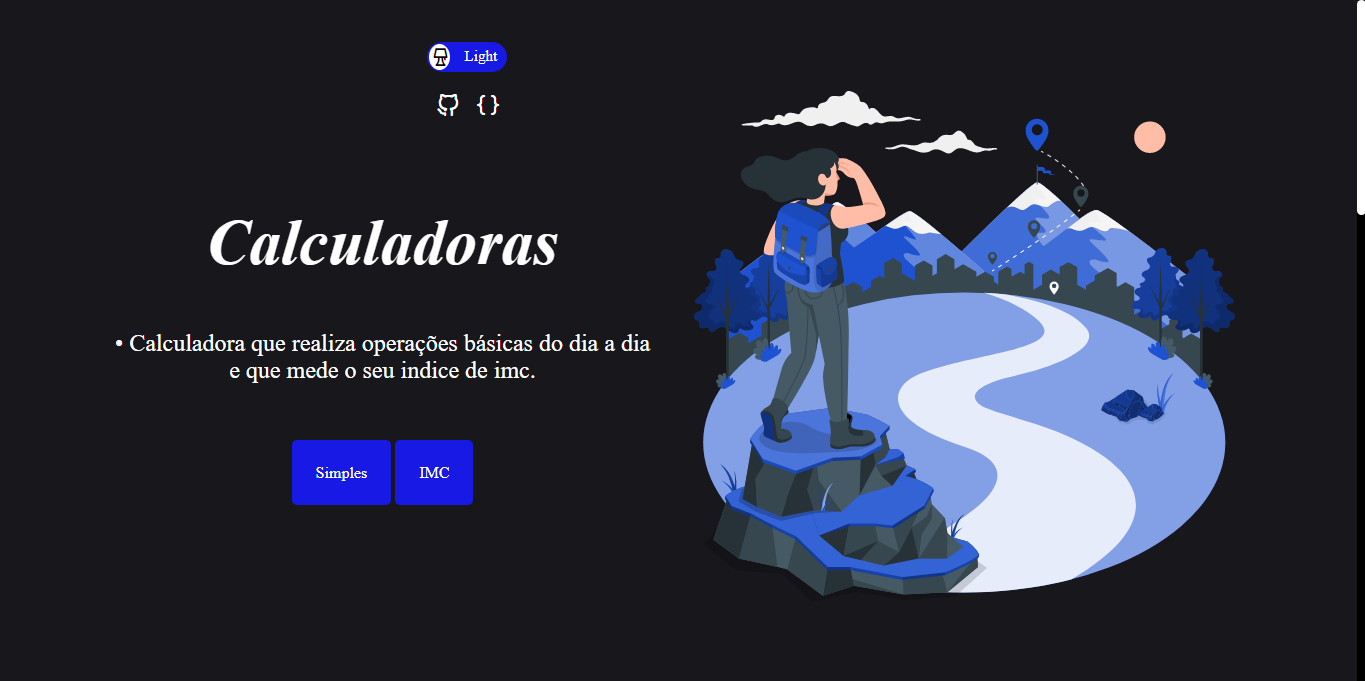 Light
{ }
Calculadoras
• Calculadora que realiza operações básicas do dia a dia
e que mede o seu indice de imc.
Simples IMC